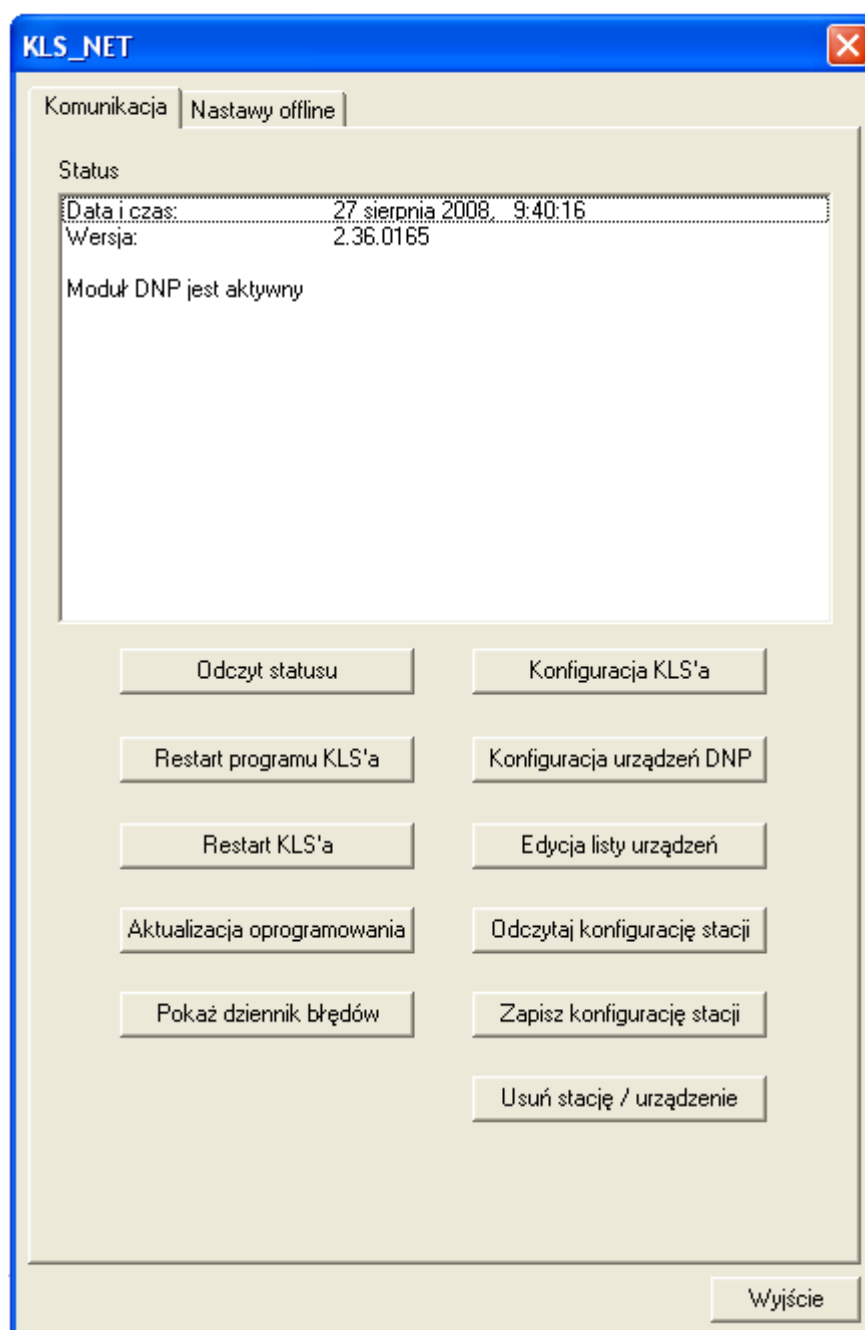 KLS_NET
Komunikacja
Nastawy offline
Status
Data i czas: 27 sierpnia 2008, 9:40:16
Wersja: 2.36.0165
Moduł DNP jest aktywny
Odczyt statusu
Konfiguracja KLS'a
Restart programu KLS'a
Konfiguracja urządzeń DNP
Restart KLS'a
Edycja listy urządzeń
Aktualizacja oprogramowania
Odczytaj konfigurację stacji
Pokaż dziennik błędów
Zapisz konfigurację stacji
Usuń stację / urządzenie
Wyjście